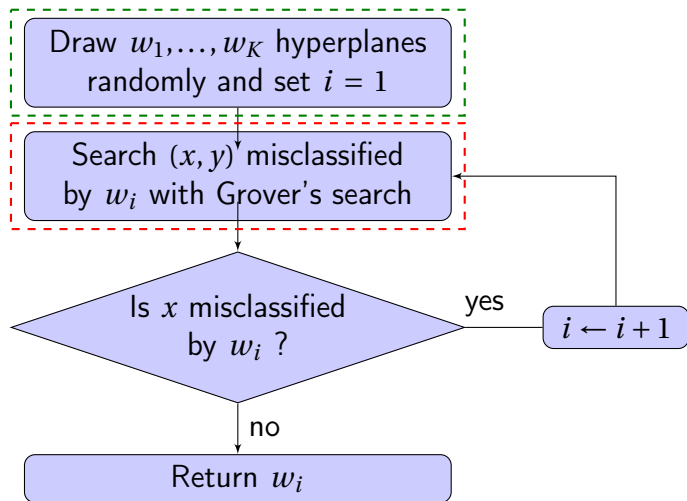 Draw w₁,…,w_K hyperplanes
randomly and set i = 1
Search (x, y) misclassified
by wᵢ with Grover's search
Is x misclassified
by wᵢ ?
yes
i ← i + 1
no
Return wᵢ